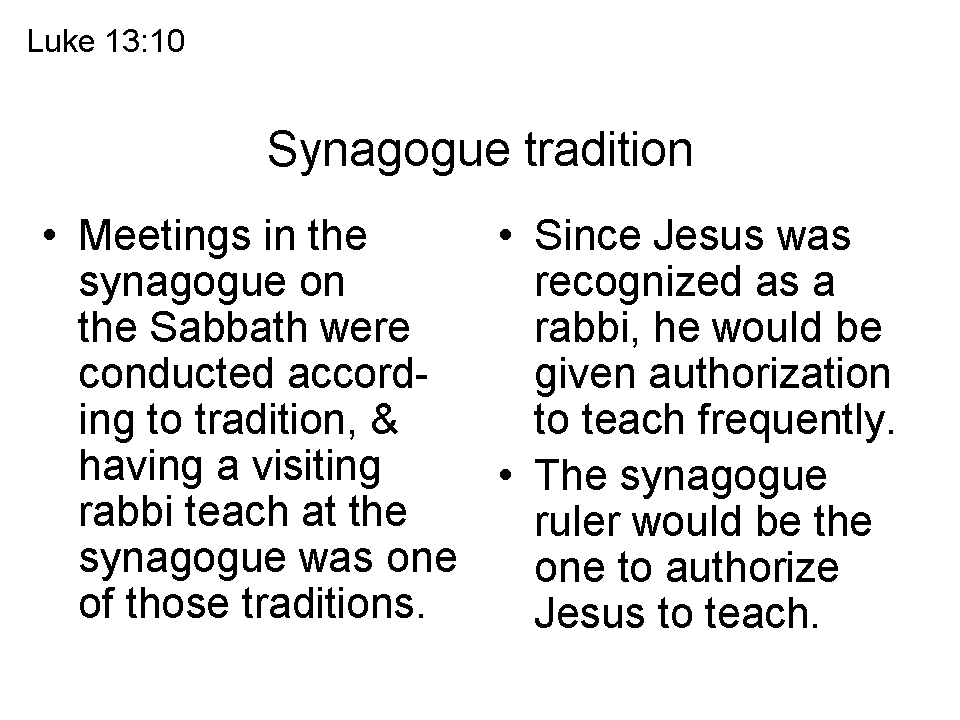 Luke 13:10
Synagogue tradition
• Meetings in the
synagogue on
the Sabbath were
conducted accord-
ing to tradition, &
having a visiting
rabbi teach at the
synagogue was one
of those traditions.
• Since Jesus was
recognized as a
rabbi, he would be
given authorization
to teach frequently.
• The synagogue
ruler would be the
one to authorize
Jesus to teach.